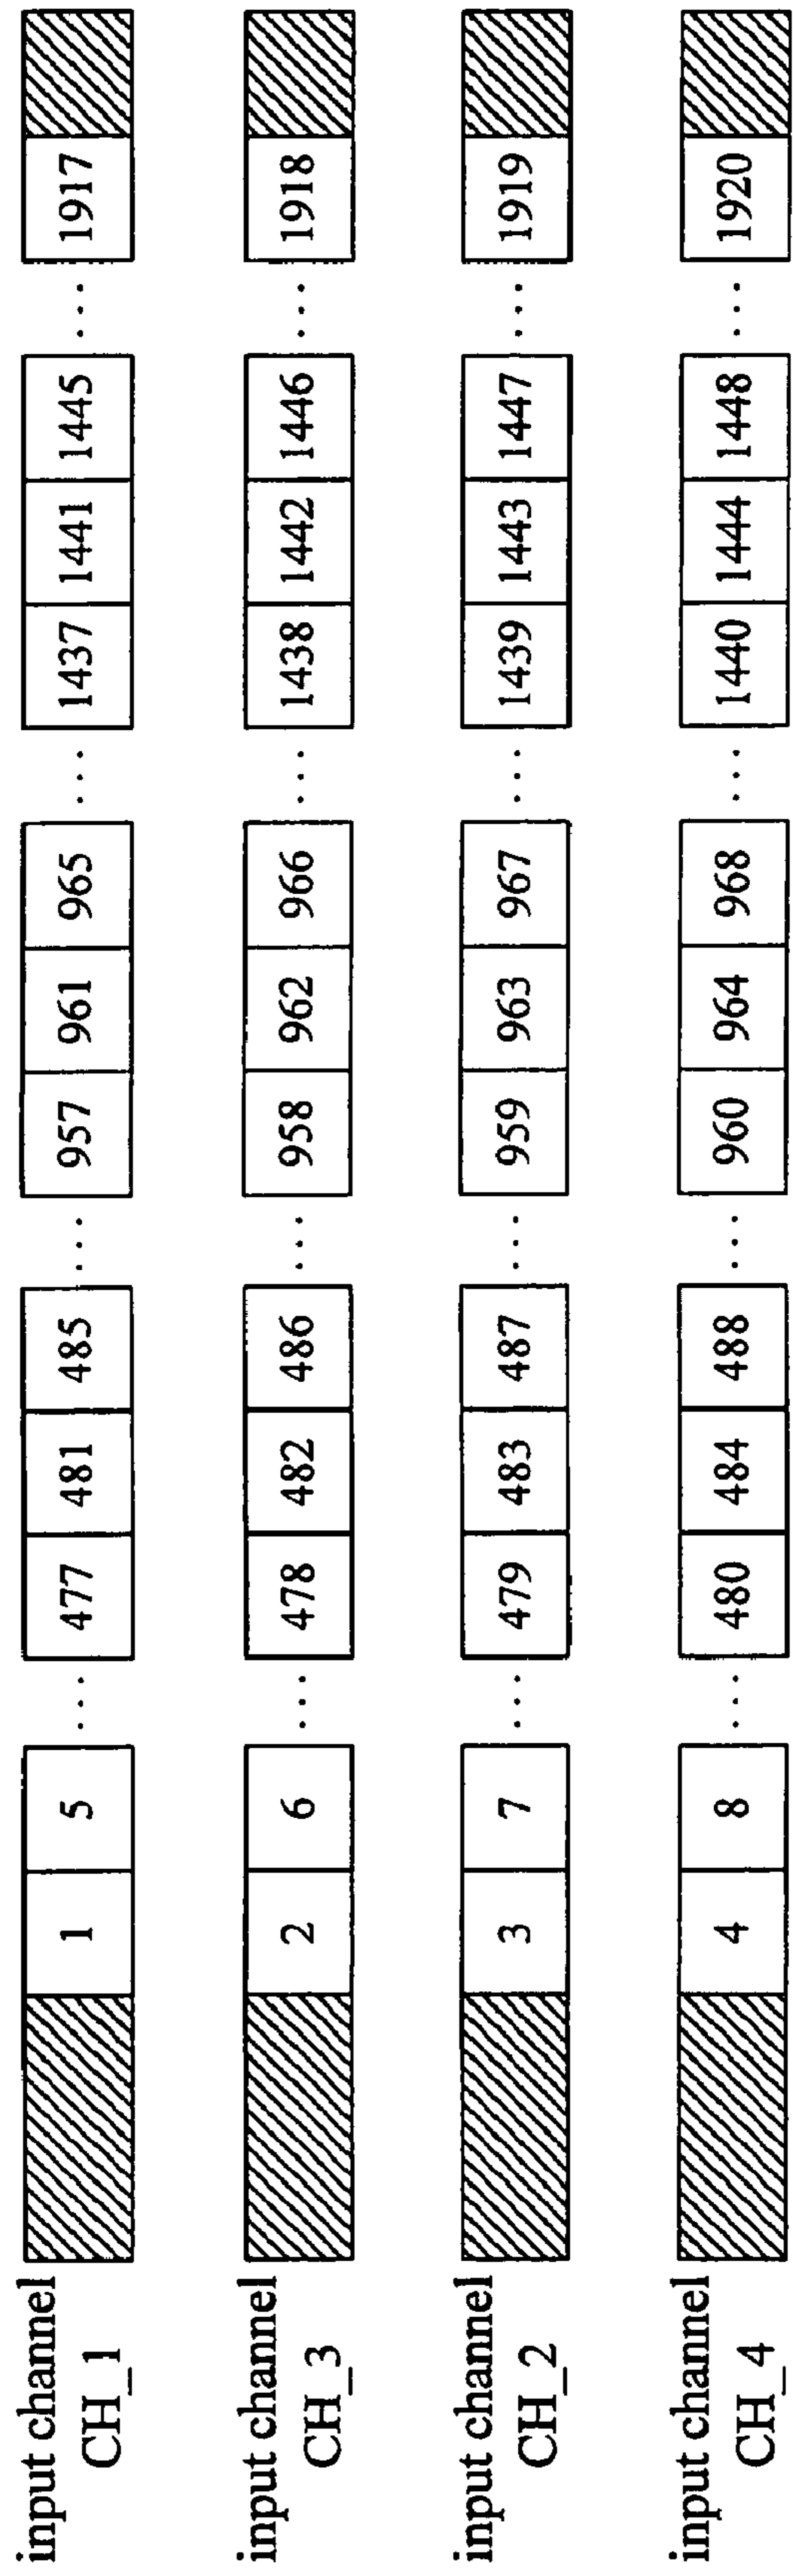 input channel
CH_1
1 5 ... 477 481 485 ... 957 961 965 ... 1437 1441 1445 ... 1917
input channel
CH_3
2 6 ... 478 482 486 ... 958 962 966 ... 1438 1442 1446 ... 1918
input channel
CH_2
3 7 ... 479 483 487 ... 959 963 967 ... 1439 1443 1447 ... 1919
input channel
CH_4
4 8 ... 480 484 488 ... 960 964 968 ... 1440 1444 1448 ... 1920